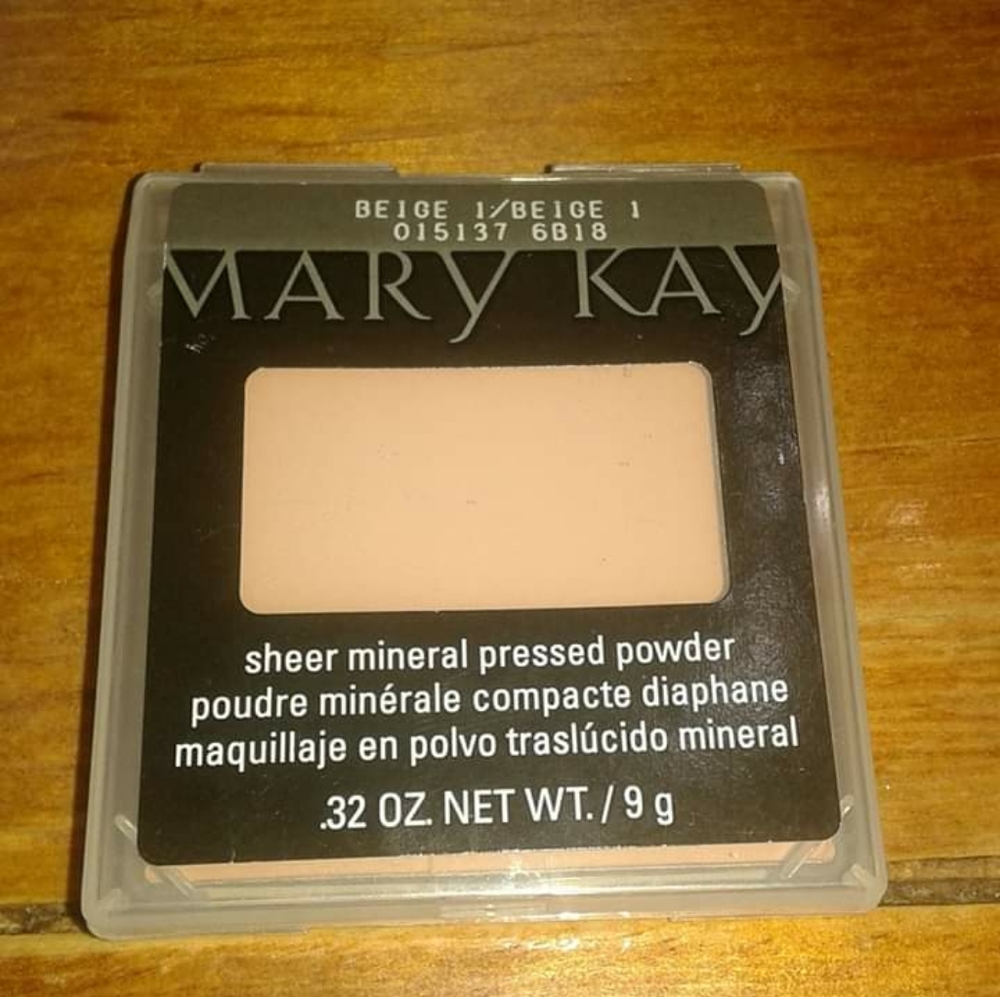 BEIGE 1/BEIGE 1
015137 6B18
MARY KAY
sheer mineral pressed powder
poudre minérale compacte diaphane
maquillaje en polvo traslúcido mineral
.32 OZ. NET WT. / 9 g